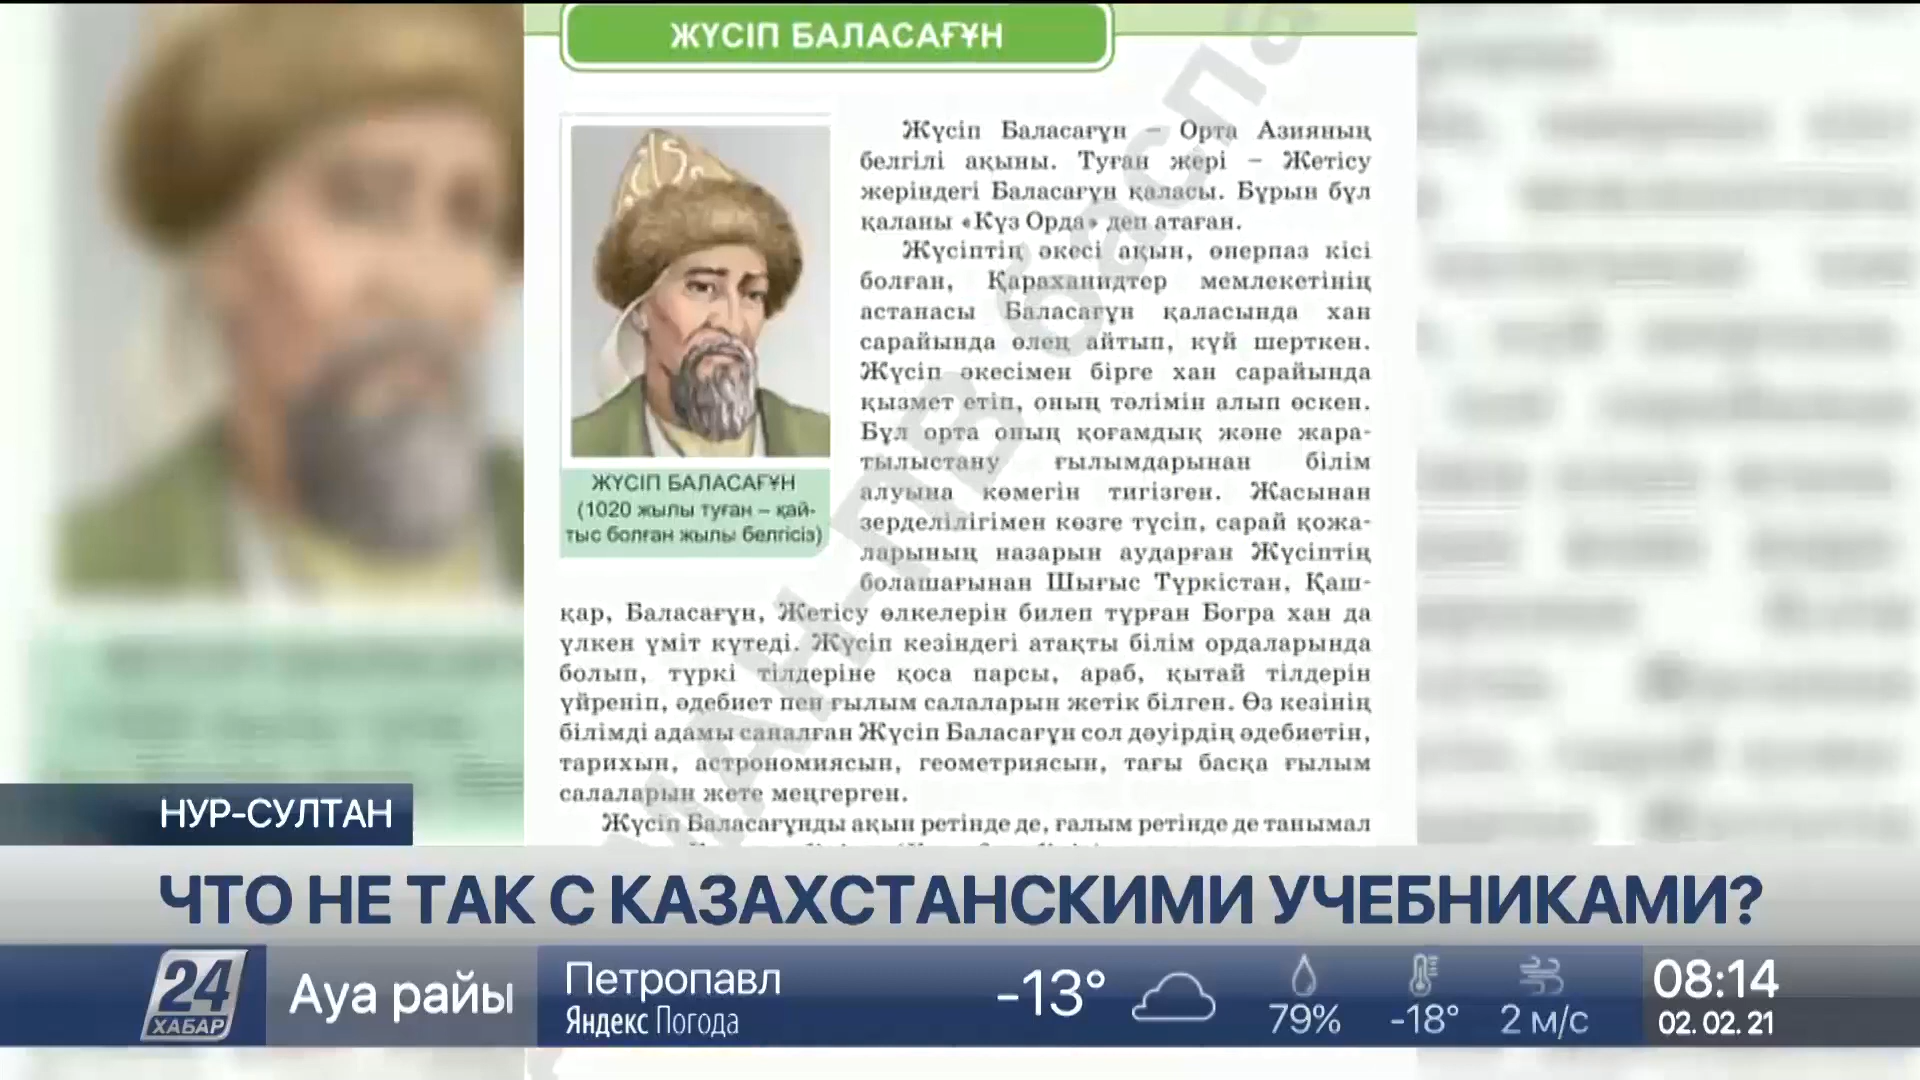 ЖҮСІП БАЛАСАҒҰН
Жүсіп Баласағұн – Орта Азияның
белгілі ақыны. Туған жері – Жетісу
жеріндегі Баласағұн қаласы. Бұрын бұл
қаланы «Күз Орда» деп атаған.
Жүсіптің әкесі ақын, өнерпаз кісі
болған, Қараханидтер мемлекетінің
астанасы Баласағұн қаласында хан
сарайында өлең айтып, күй шерткен.
Жүсіп әкесімен бірге хан сарайында
қызмет етіп, оның тәлімін алып өскен.
Бұл орта оның қоғамдық және жара-
тылыстану ғылымдарынан білім
алуына көмегін тигізген. Жасынан
зерделілігімен көзге түсіп, сарай қожа-
ларының назарын аударған Жүсіптің
болашағынан Шығыс Түркістан, Қаш-
қар, Баласағұн, Жетісу өлкелерін билеп тұрған Богра хан да
үлкен үміт күтеді. Жүсіп кезіндегі атақты білім ордаларында
болып, түркі тілдеріне қоса парсы, араб, қытай тілдерін
үйреніп, әдебиет пен ғылым салаларын жетік білген. Өз кезінің
білімді адамы саналған Жүсіп Баласағұн сол дәуірдің әдебиетін,
тарихын, астрономиясын, геометриясын, тағы басқа ғылым
салаларын жете меңгерген.
Жүсіп Баласағұнды ақын ретінде де, ғалым ретінде де танымал
ЖҮСІП БАЛАСАҒҰН
(1020 жылы туған – қай-
тыс болған жылы белгісіз)
НУР-СУЛТАН
ЧТО НЕ ТАК С КАЗАХСТАНСКИМИ УЧЕБНИКАМИ?
24
ХАБАР
Ауа райы
Петропавл
Яндекс Погода
-13°
79%
-18°
2 м/с
08:14
02. 02. 21